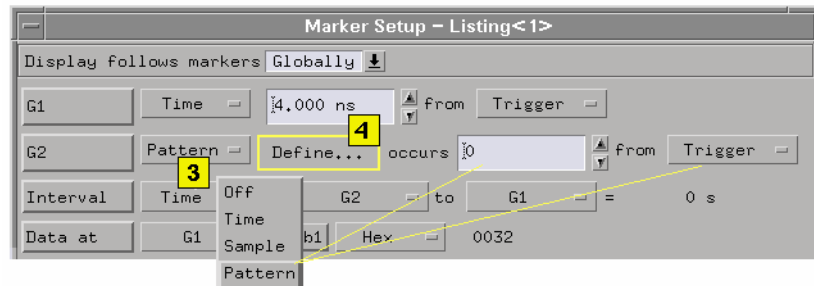 Marker Setup – Listing<1>
Display follows markers Globally
G1 Time 4.000 ns from Trigger
4
G2 Pattern Define... occurs 0 from Trigger
3
Interval Time G2 to G1 = 0 s
Off
Time
Sample
Pattern
Data at G1 b1 Hex 0032